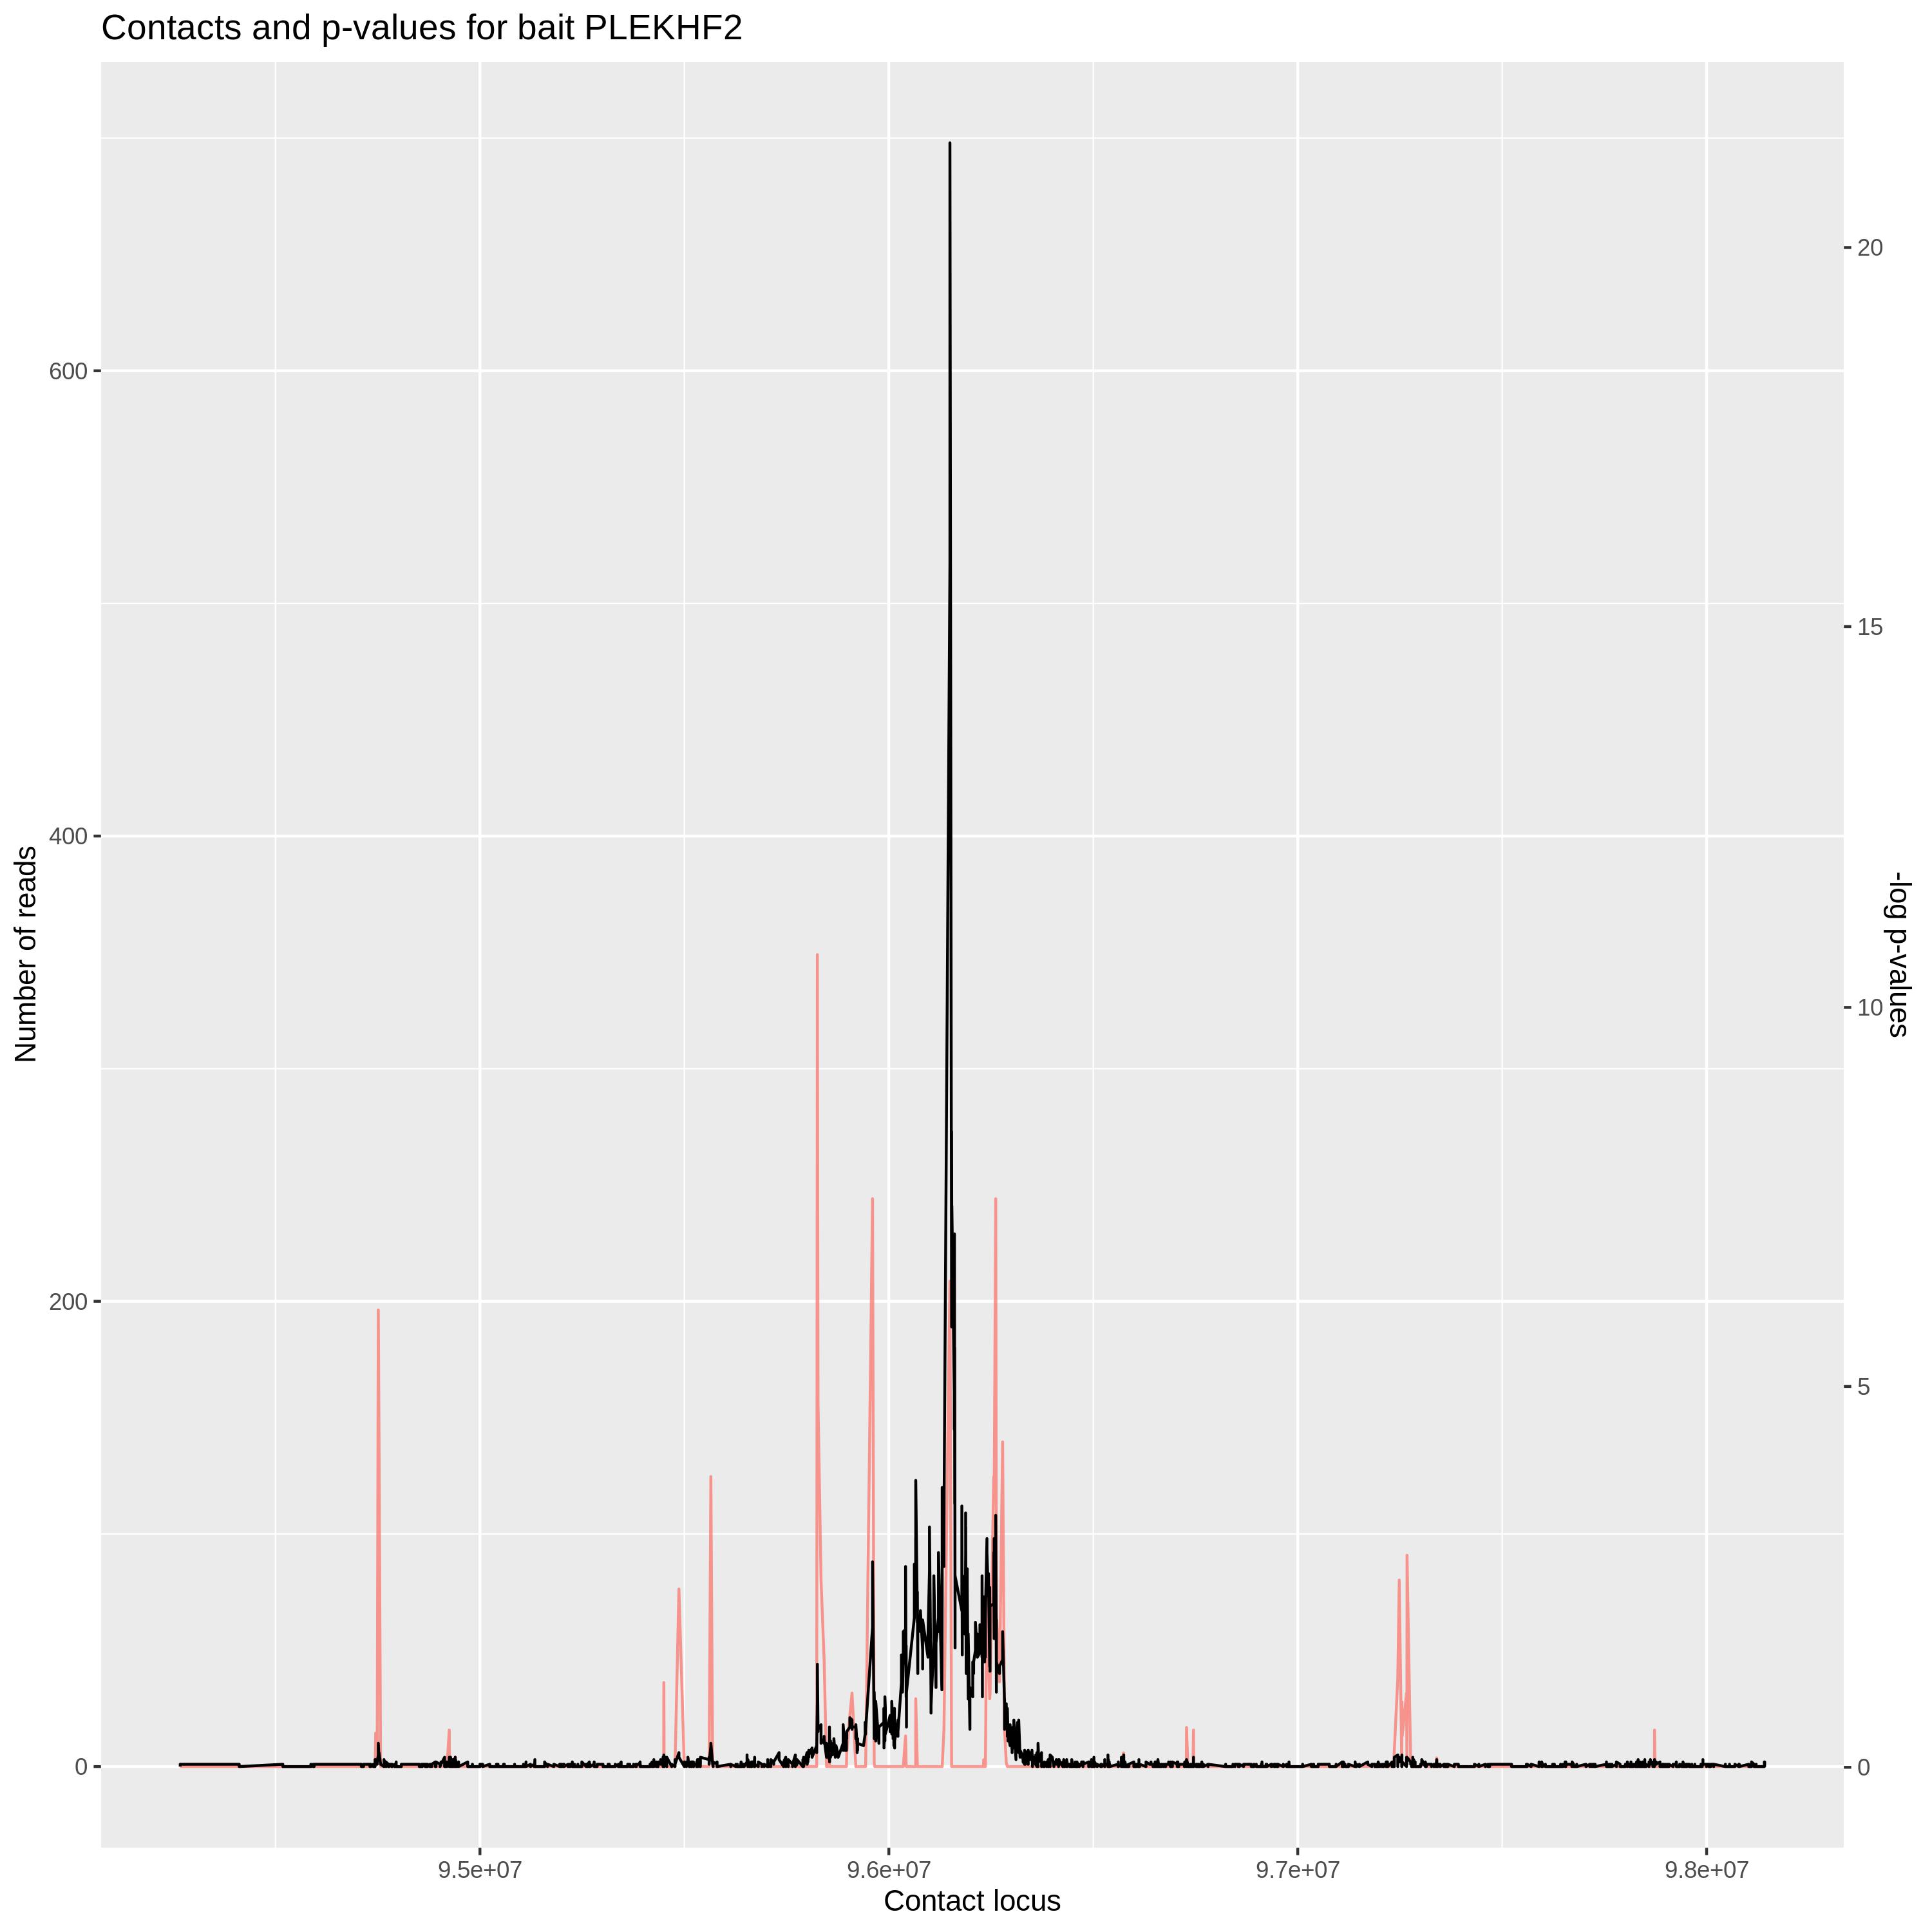 Contacts and p-values for bait PLEKHF2
600
400
200
0
20
15
10
5
0
Number of reads
-log p-values
9.5e+07
9.6e+07
9.7e+07
9.8e+07
Contact locus